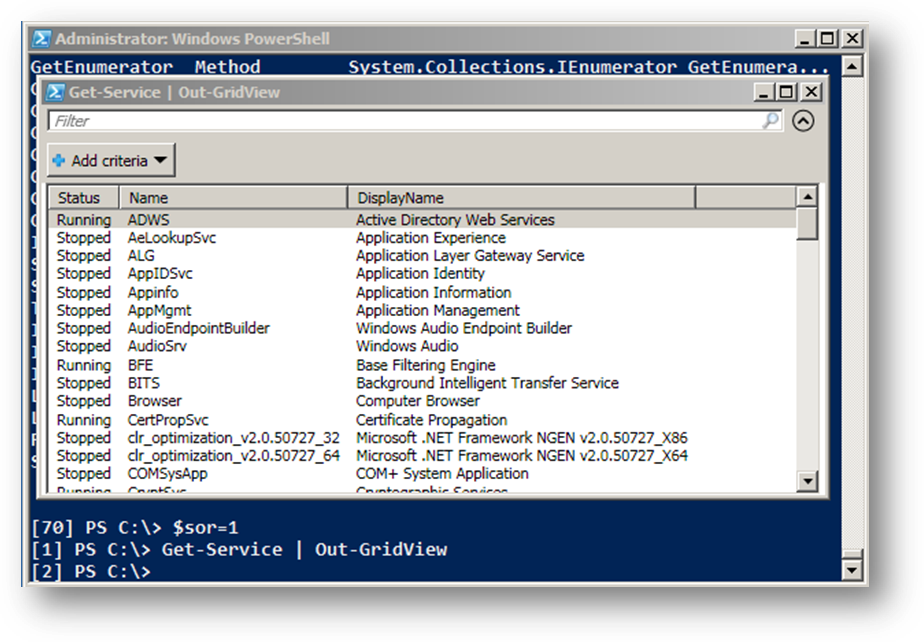 Administrator: Windows PowerShell
GetEnumerator Method System.Collections.IEnumerator GetEnumera...
Get-Service | Out-GridView
Filter
Add criteria
Status Name DisplayName
Running ADWS Active Directory Web Services
Stopped AeLookupSvc Application Experience
Stopped ALG Application Layer Gateway Service
Stopped AppIDSvc Application Identity
Stopped Appinfo Application Information
Stopped AppMgmt Application Management
Stopped AudioEndpointBuilder Windows Audio Endpoint Builder
Stopped AudioSrv Windows Audio
Running BFE Base Filtering Engine
Stopped BITS Background Intelligent Transfer Service
Stopped Browser Computer Browser
Running CertPropSvc Certificate Propagation
Stopped clr_optimization_v2.0.50727_32 Microsoft .NET Framework NGEN v2.0.50727_X86
Stopped clr_optimization_v2.0.50727_64 Microsoft .NET Framework NGEN v2.0.50727_X64
Stopped COMSysApp COM+ System Application
Running CryptSvc Cryptographic Services
[70] PS C:\> $sor=1
[1] PS C:\> Get-Service | Out-GridView
[2] PS C:\>